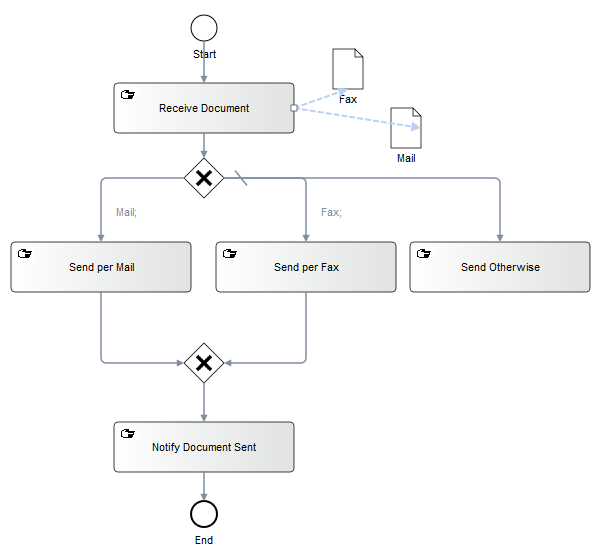 Start
Fax
Receive Document
Mail
Mail;
Fax;
Send per Mail
Send per Fax
Send Otherwise
Notify Document Sent
End